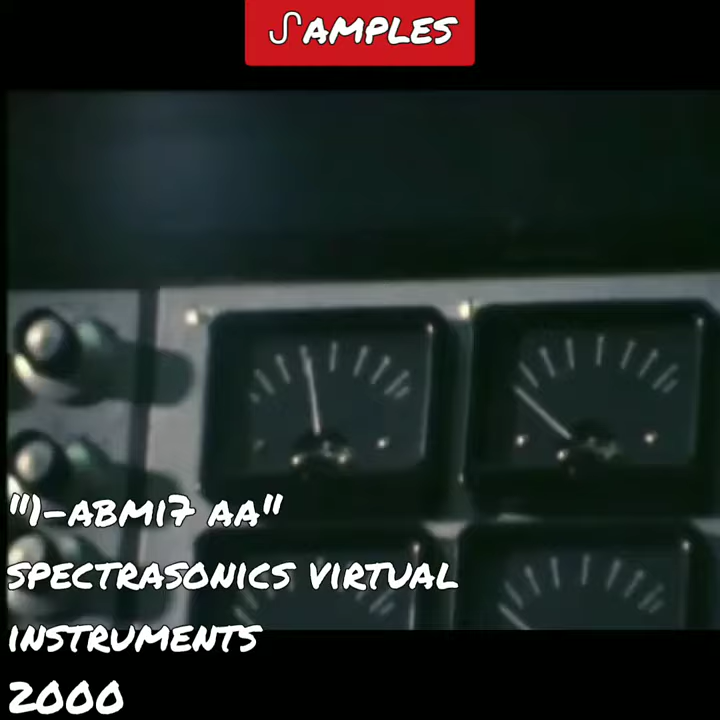 SAMPLES
"1-ABM17 AA"
SPECTRASONICS VIRTUAL
INSTRUMENTS
2000